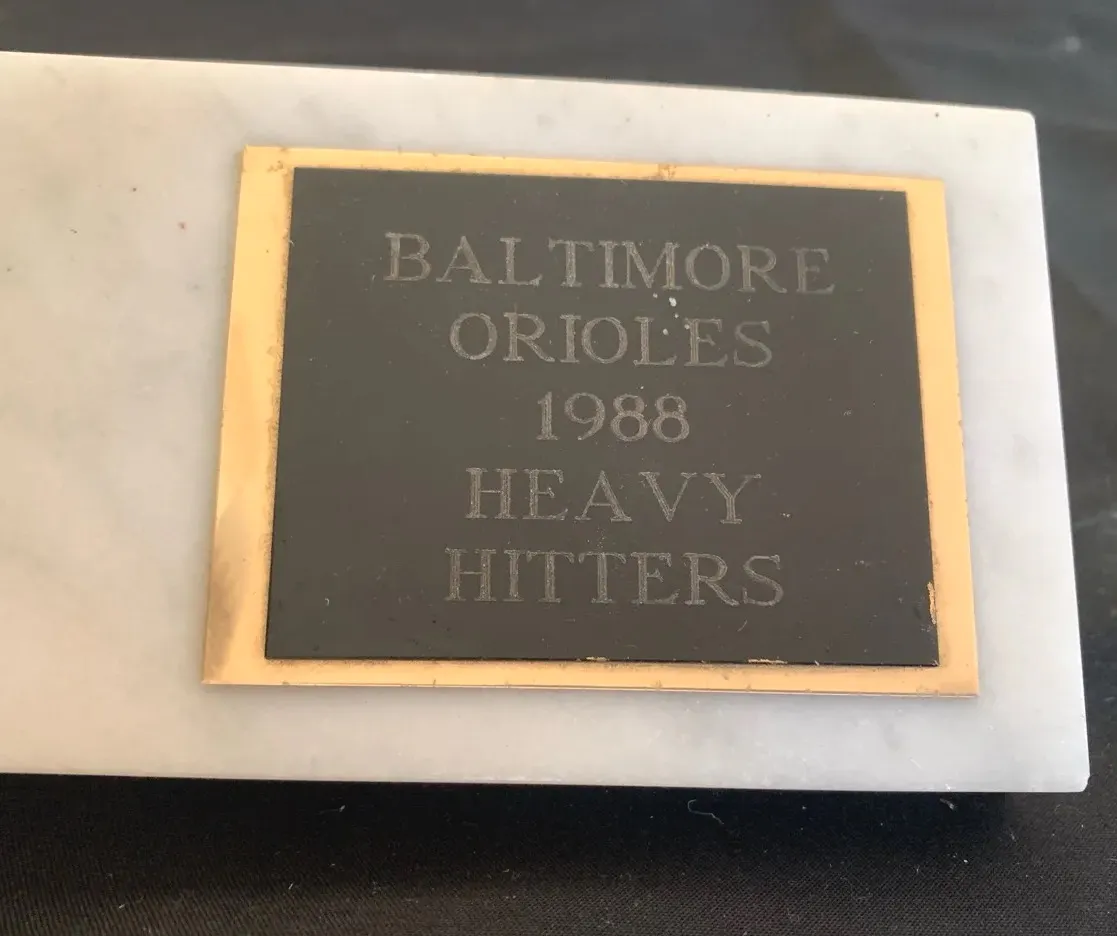 BALTIMORE
ORIOLES
1988
HEAVY
HITTERS